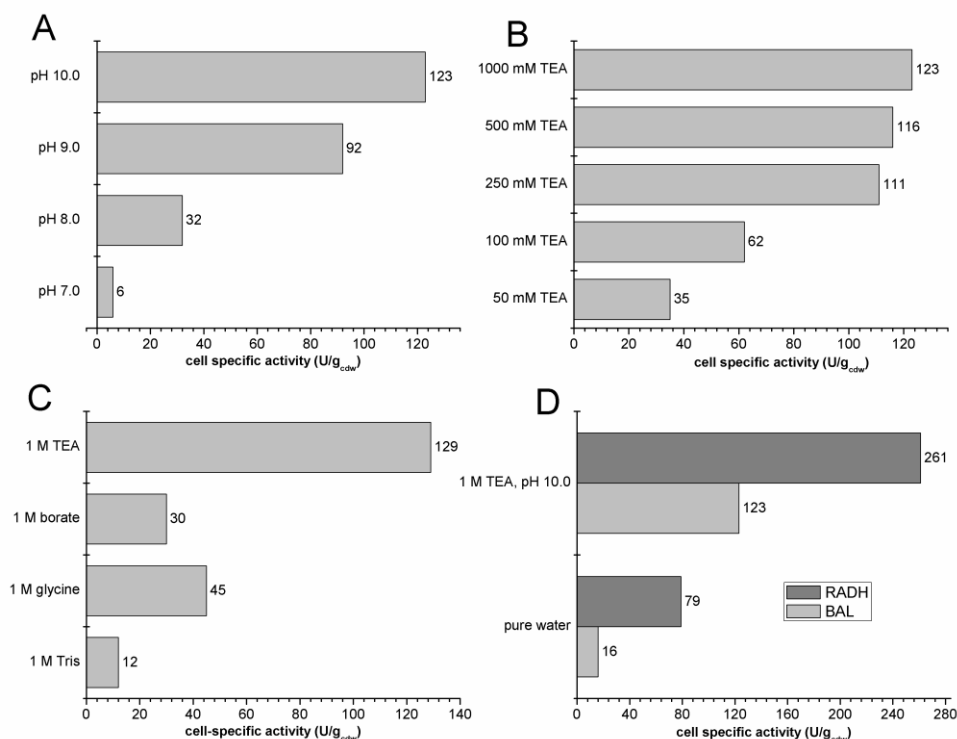 A
pH 10.0
123
pH 9.0
92
pH 8.0
32
pH 7.0
6
0 20 40 60 80 100 120
cell specific activity (U/gcdw)
B
1000 mM TEA
123
500 mM TEA
116
250 mM TEA
111
100 mM TEA
62
50 mM TEA
35
0 20 40 60 80 100 120
cell specific activity (U/gcdw)
C
1 M TEA
129
1 M borate
30
1 M glycine
45
1 M Tris
12
0 20 40 60 80 100 120 140
cell-specific activity (U/gcdw)
D
1 M TEA, pH 10.0
261
123
pure water
79
16
RADH
BAL
0 40 80 120 160 200 240 280
cell specific activity (U/gcdw)